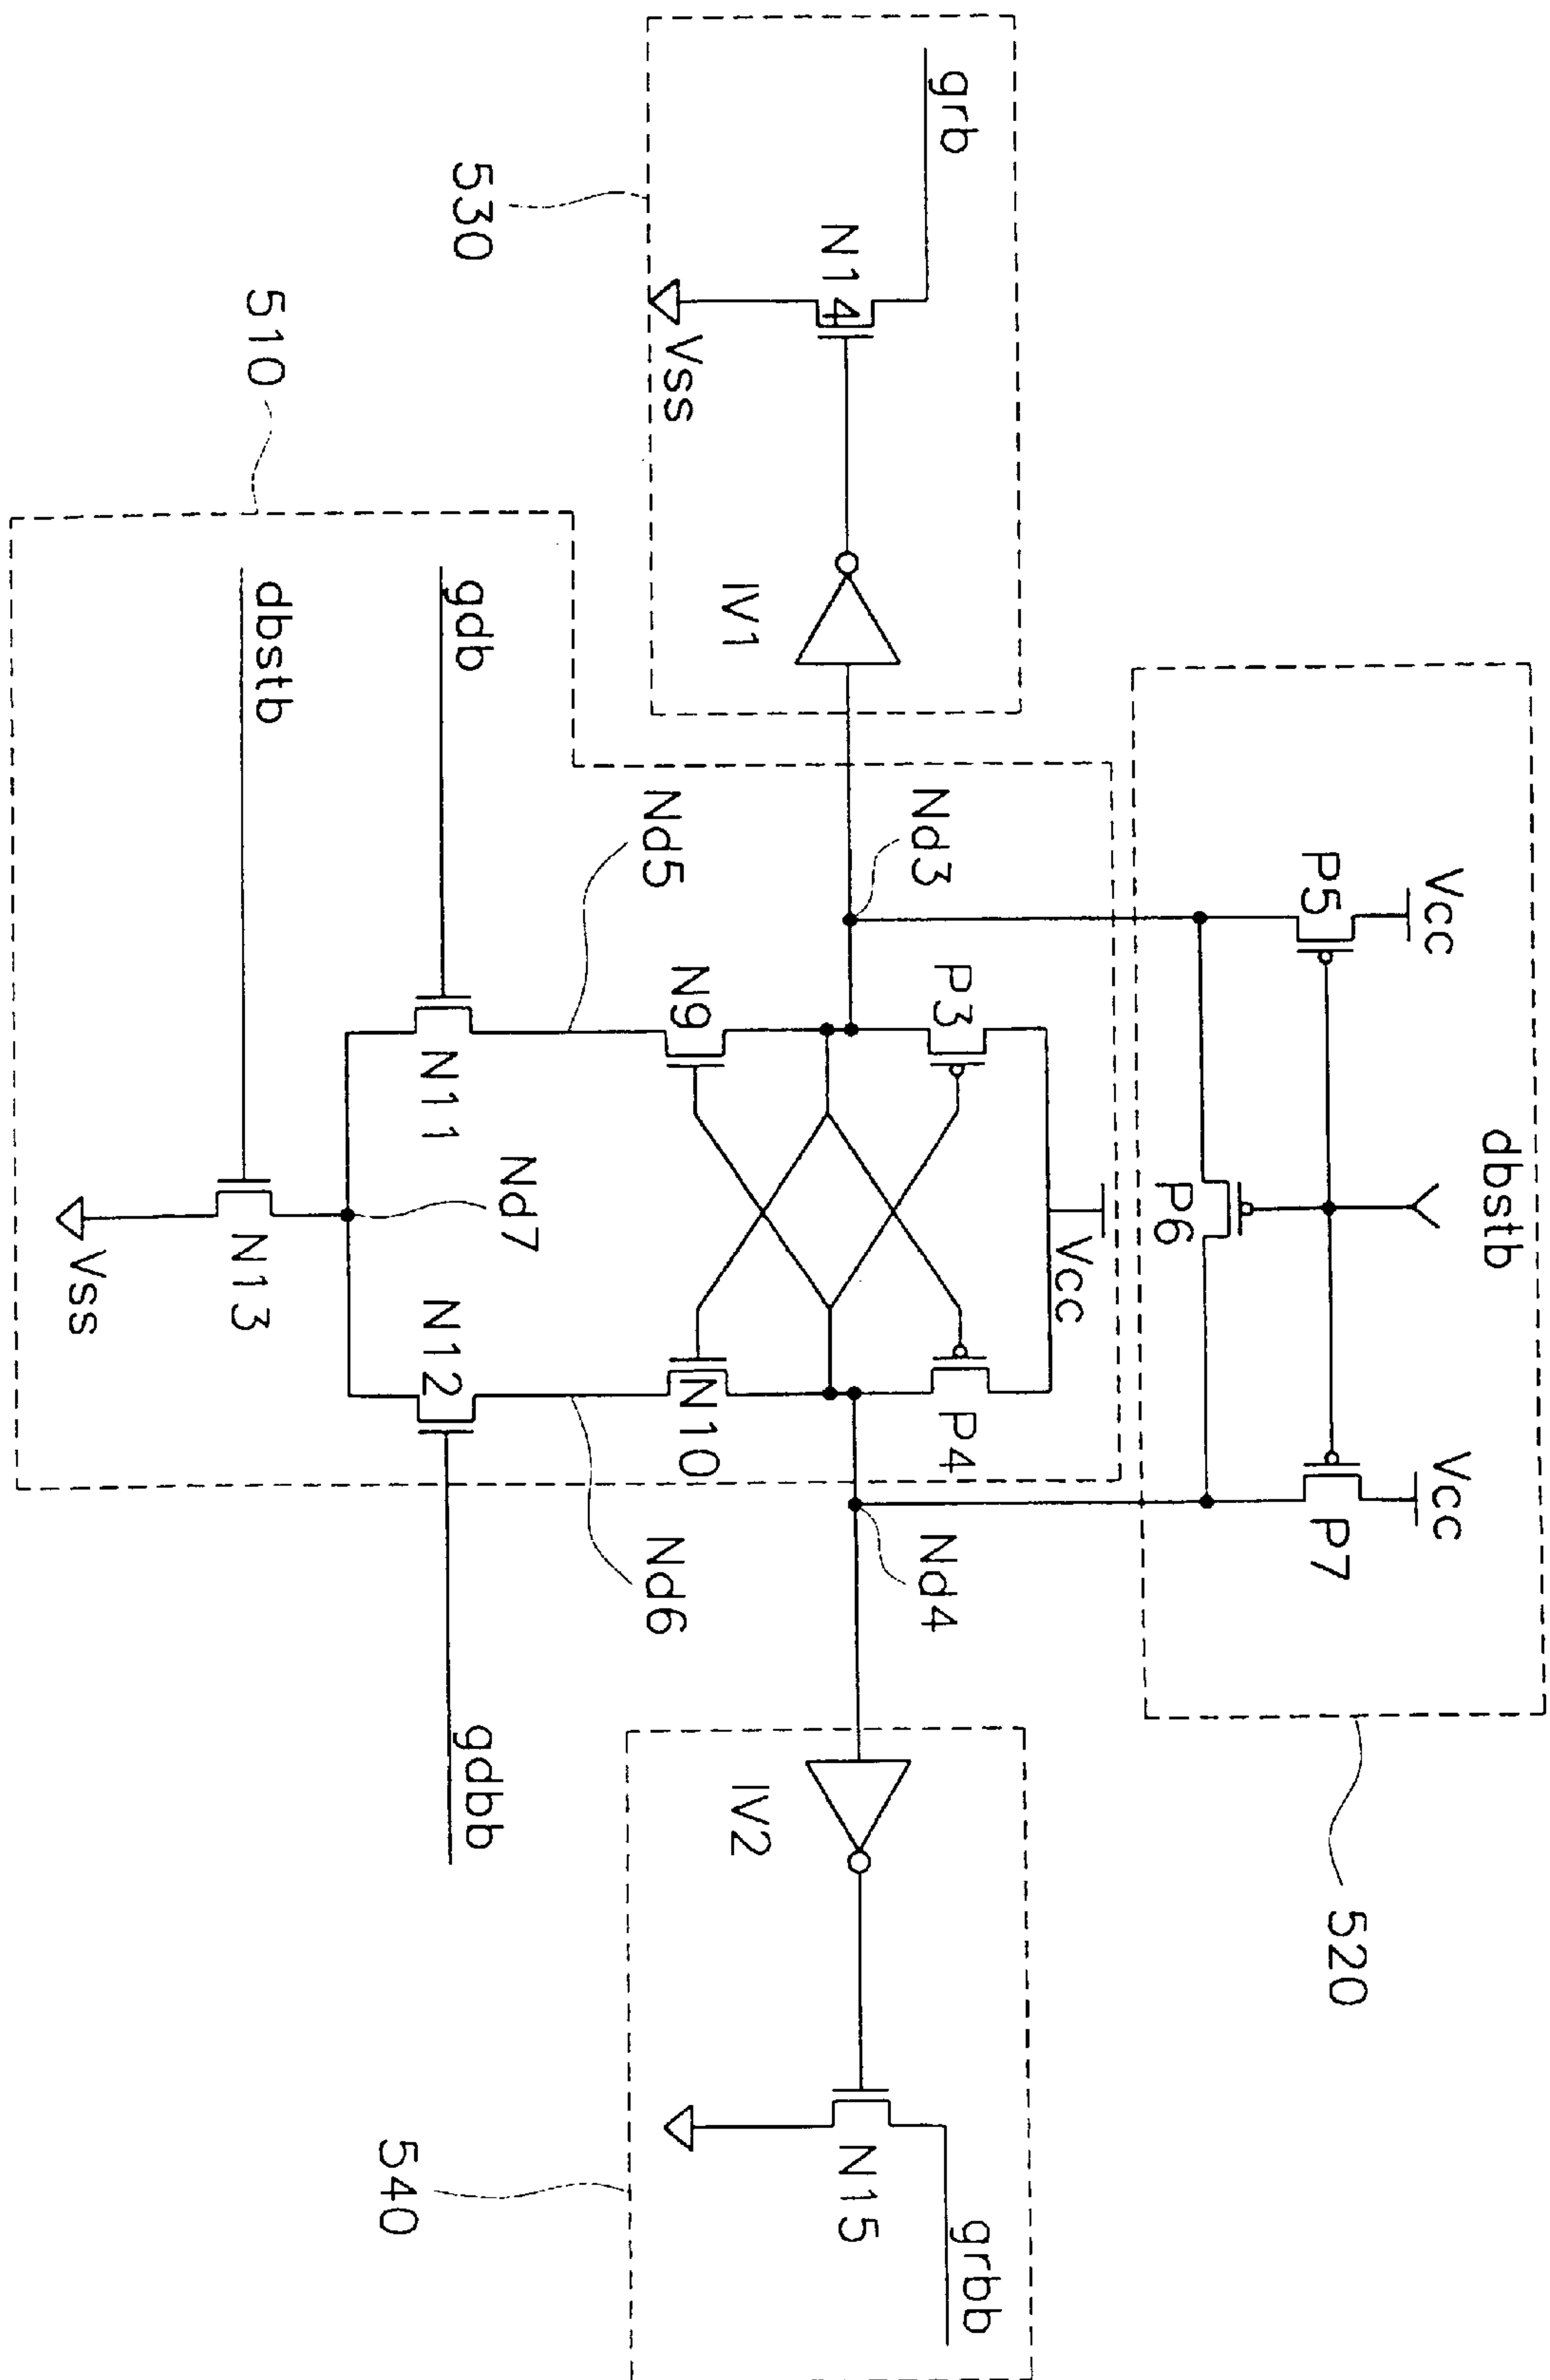 dbstb
Vcc
Vcc
P5
P7
P6
520
Vcc
grb
Nd3
P3
P4
Nd4
grbb
N14
IV1
IV2
N15
Vss
530
N9
N10
540
Nd5
Nd6
gdb
N11
Nd7
N12
gdbb
dbstb
N13
510
Vss